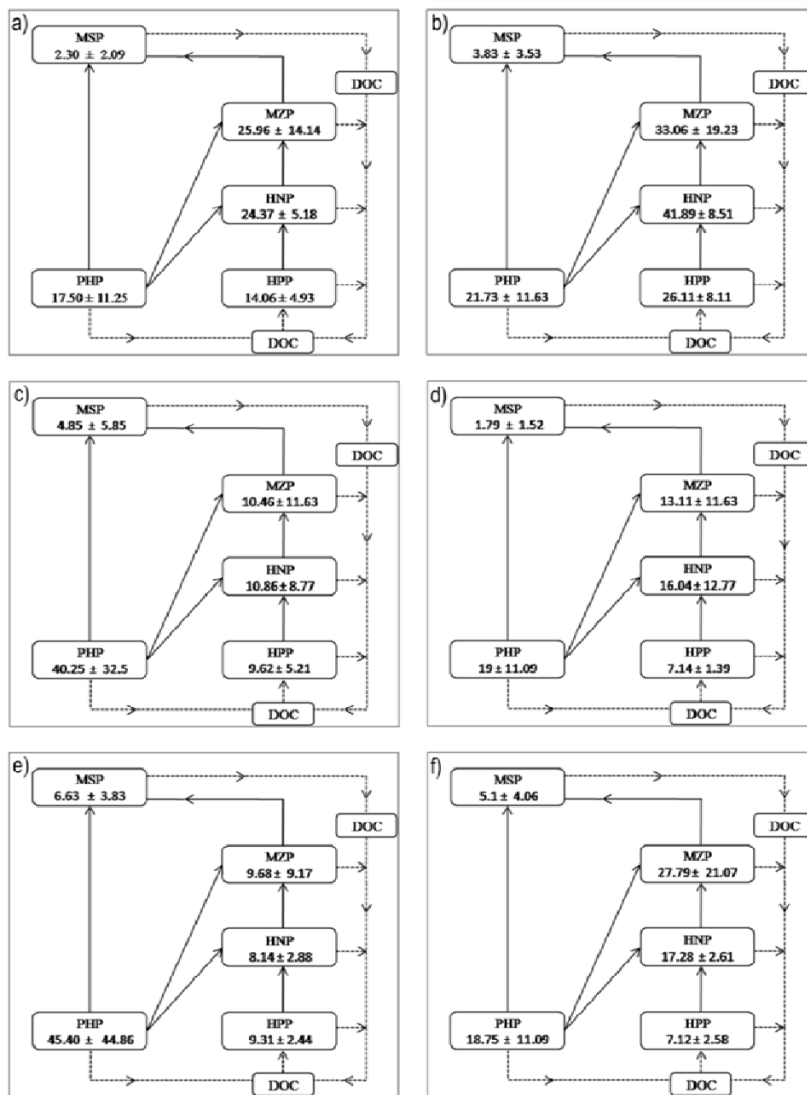 a)
MSP
2.30 ± 2.09
DOC
MZP
25.96 ± 14.14
HNP
24.37 ± 5.18
PHP
17.50 ± 11.25
HPP
14.06 ± 4.93
DOC
b)
MSP
3.83 ± 3.53
DOC
MZP
33.06 ± 19.23
HNP
41.89 ± 8.51
PHP
21.73 ± 11.63
HPP
26.11 ± 8.11
DOC
c)
MSP
4.85 ± 5.85
DOC
MZP
10.46 ± 11.63
HNP
10.86 ± 8.77
PHP
40.25 ± 32.5
HPP
9.62 ± 5.21
DOC
d)
MSP
1.79 ± 1.52
DOC
MZP
13.11 ± 11.63
HNP
16.04 ± 12.77
PHP
19 ± 11.09
HPP
7.14 ± 1.39
DOC
e)
MSP
6.63 ± 3.83
DOC
MZP
9.68 ± 9.17
HNP
8.14 ± 2.88
PHP
45.40 ± 44.86
HPP
9.31 ± 2.44
DOC
f)
MSP
5.1 ± 4.06
DOC
MZP
27.79 ± 21.07
HNP
17.28 ± 2.61
PHP
18.75 ± 11.09
HPP
7.12 ± 2.58
DOC